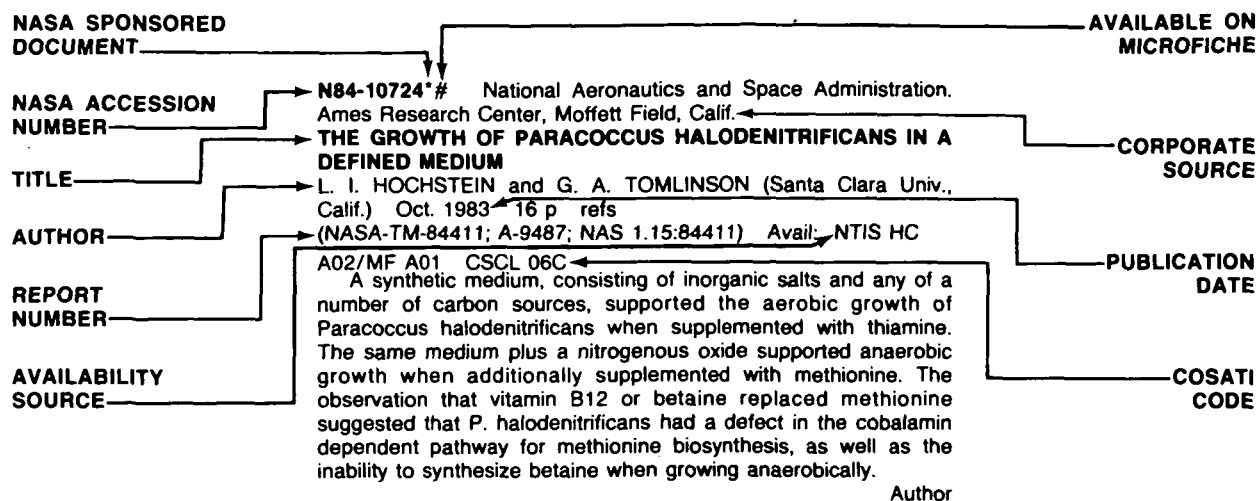 NASA SPONSORED
DOCUMENT
AVAILABLE ON
MICROFICHE
NASA ACCESSION
NUMBER
N84-10724*# National Aeronautics and Space Administration.
Ames Research Center, Moffett Field, Calif.
CORPORATE
SOURCE
TITLE
THE GROWTH OF PARACOCCUS HALODENITRIFICANS IN A
DEFINED MEDIUM
AUTHOR
L. I. HOCHSTEIN and G. A. TOMLINSON (Santa Clara Univ.,
Calif.) Oct. 1983 16 p refs
PUBLICATION
DATE
REPORT
NUMBER
(NASA-TM-84411; A-9487; NAS 1.15:84411) Avail: NTIS HC
A02/MF A01 CSCL 06C
AVAILABILITY
SOURCE
COSATI
CODE
A synthetic medium, consisting of inorganic salts and any of a
number of carbon sources, supported the aerobic growth of
Paracoccus halodenitrificans when supplemented with thiamine.
The same medium plus a nitrogenous oxide supported anaerobic
growth when additionally supplemented with methionine. The
observation that vitamin B12 or betaine replaced methionine
suggested that P. halodenitrificans had a defect in the cobalamin
dependent pathway for methionine biosynthesis, as well as the
inability to synthesize betaine when growing anaerobically.
Author